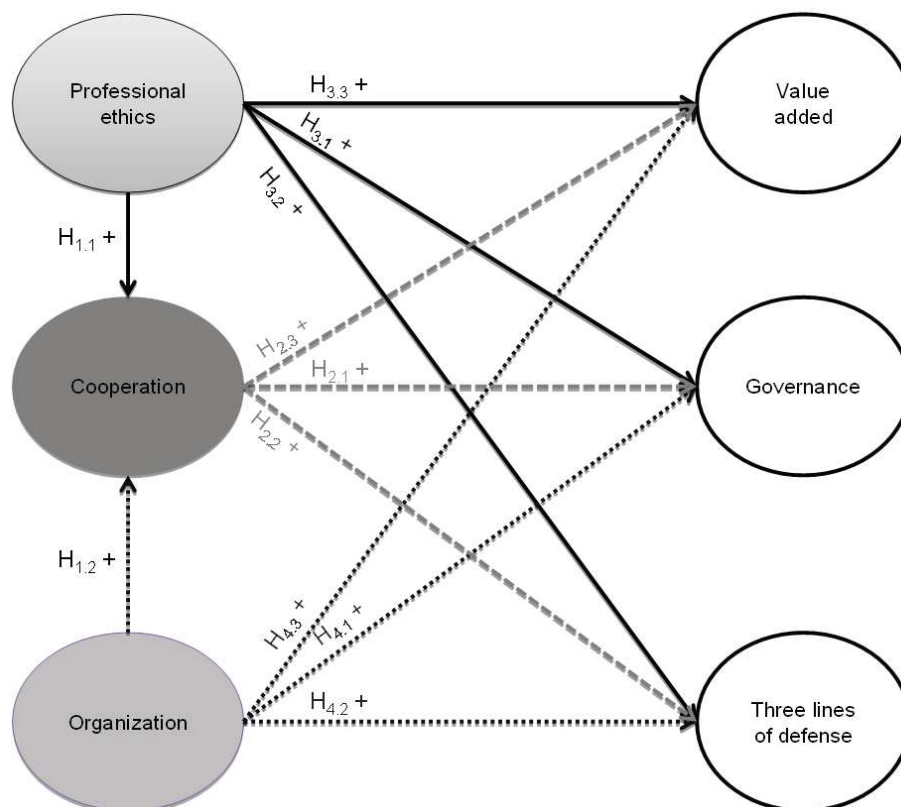 Professional
ethics
H3.3 +
Value
added
H3.1 +
H3.2 +
H1.1 +
Cooperation
H2.3 +
H2.1 +
H2.2 +
Governance
H1.2 +
Organization
H4.3 +
H4.1 +
H4.2 +
Three lines
of defense